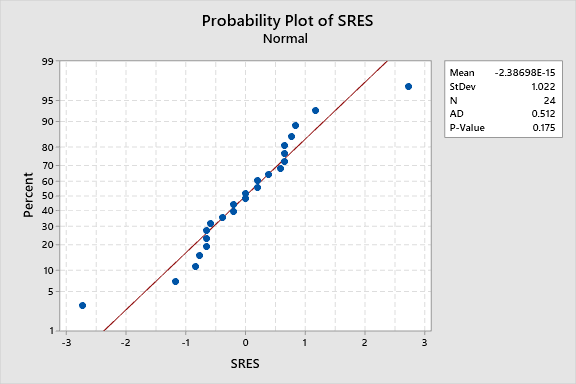 Probability Plot of SRES
Normal
99
95
90
80
70
60
50
40
30
20
10
5
1
Percent
-3 -2 -1 0 1 2 3
SRES
Mean -2.38698E-15
StDev 1.022
N 24
AD 0.512
P-Value 0.175